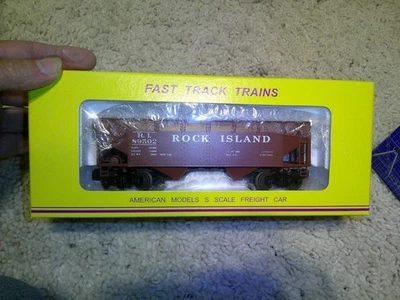 FAST TRACK TRAINS
R.I.
80502
ROCK ISLAND
AMERICAN MODELS S SCALE FREIGHT CAR